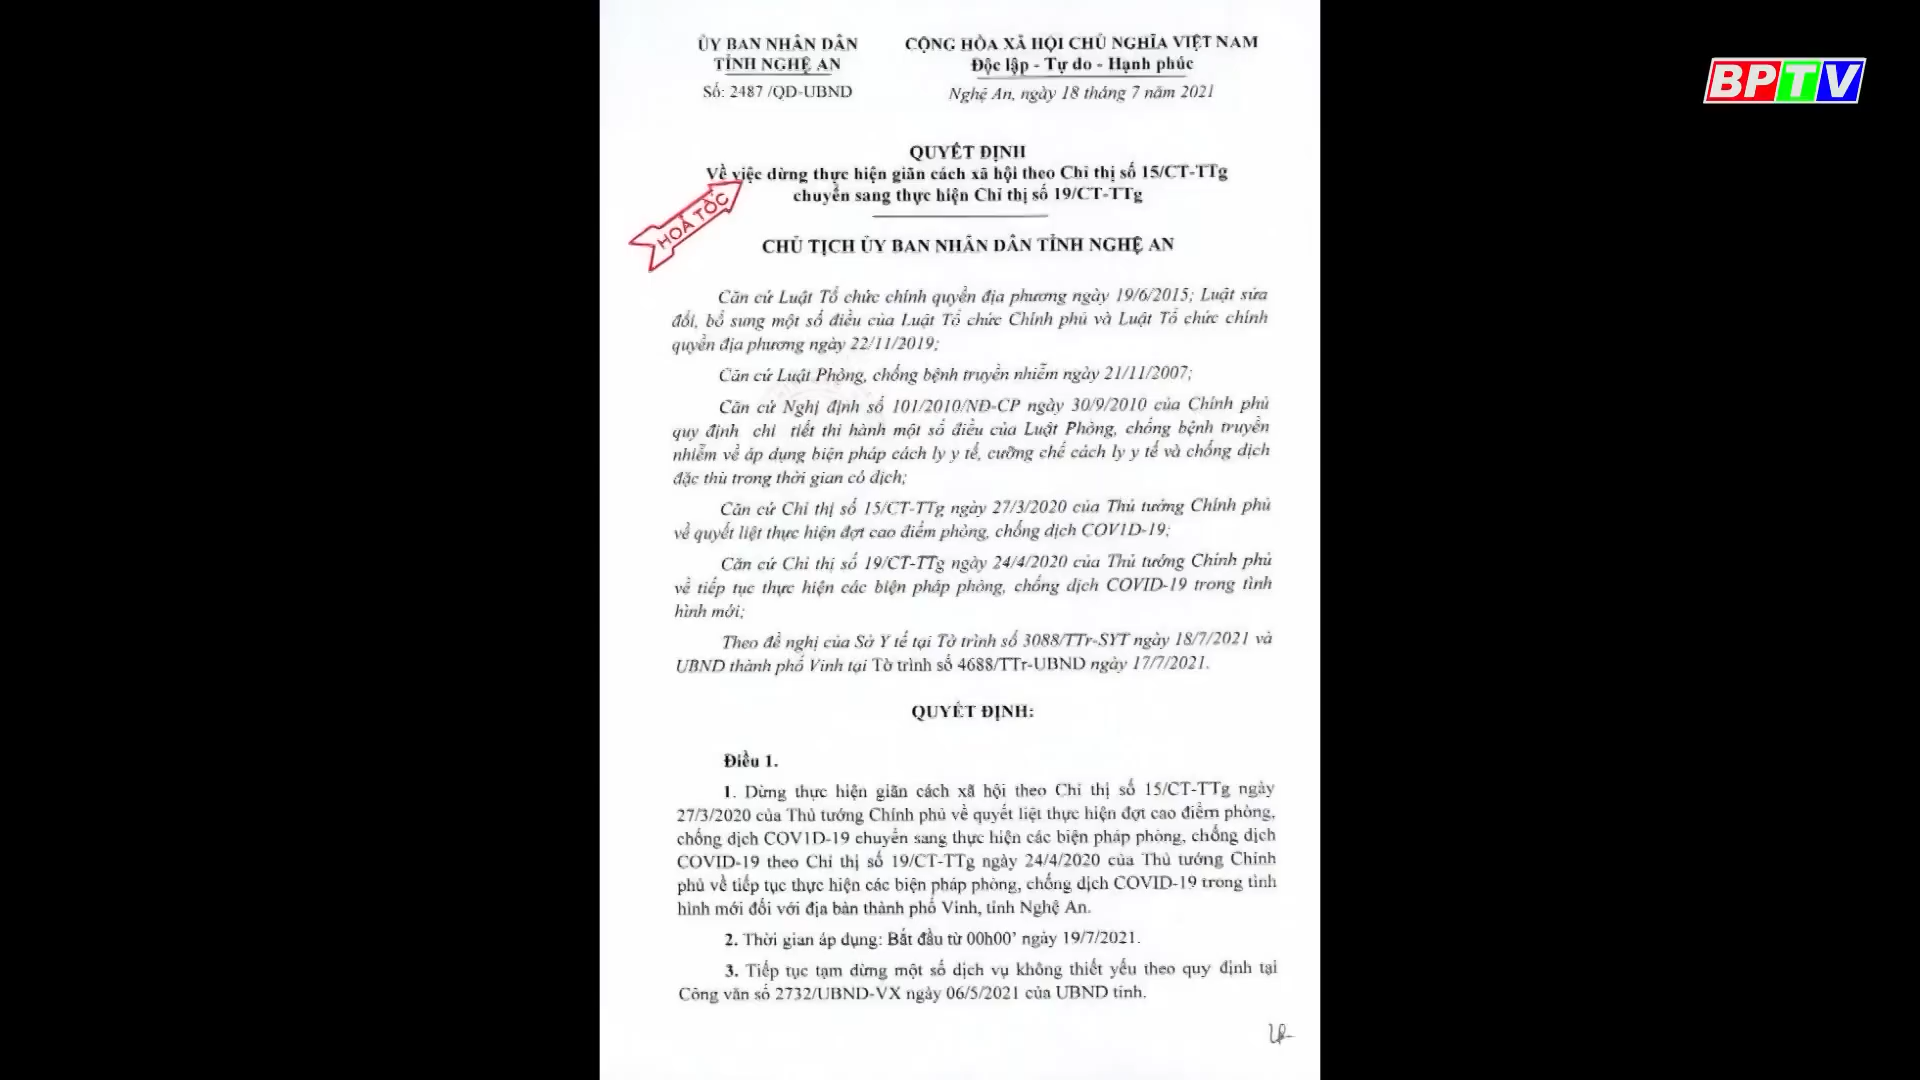 ỦY BAN NHÂN DÂN
TỈNH NGHỆ AN
Số: 2487 /QĐ-UBND
CỘNG HÒA XÃ HỘI CHỦ NGHĨA VIỆT NAM
Độc lập - Tự do - Hạnh phúc
Nghệ An, ngày 18 tháng 7 năm 2021
BPTV
QUYẾT ĐỊNH
Về việc dừng thực hiện giãn cách xã hội theo Chỉ thị số 15/CT-TTg
chuyển sang thực hiện Chỉ thị số 19/CT-TTg
HOẢ TỐC
CHỦ TỊCH ỦY BAN NHÂN DÂN TỈNH NGHỆ AN
Căn cứ Luật Tổ chức chính quyền địa phương ngày 19/6/2015; Luật sửa
đổi, bổ sung một số điều của Luật Tổ chức Chính phủ và Luật Tổ chức chính
quyền địa phương ngày 22/11/2019;
Căn cứ Luật Phòng, chống bệnh truyền nhiễm ngày 21/11/2007;
Căn cứ Nghị định số 101/2010/NĐ-CP ngày 30/9/2010 của Chính phủ
quy định chi tiết thi hành một số điều của Luật Phòng, chống bệnh truyền
nhiễm về áp dụng biện pháp cách ly y tế, cưỡng chế cách ly y tế và chống dịch
đặc thù trong thời gian có dịch;
Căn cứ Chỉ thị số 15/CT-TTg ngày 27/3/2020 của Thủ tướng Chính phủ
về quyết liệt thực hiện đợt cao điểm phòng, chống dịch COVID-19;
Căn cứ Chỉ thị số 19/CT-TTg ngày 24/4/2020 của Thủ tướng Chính phủ
về tiếp tục thực hiện các biện pháp phòng, chống dịch COVID-19 trong tình
hình mới;
Theo đề nghị của Sở Y tế tại Tờ trình số 3088/TTr-SYT ngày 18/7/2021 và
UBND thành phố Vinh tại Tờ trình số 4688/TTr-UBND ngày 17/7/2021.
QUYẾT ĐỊNH:
Điều 1.
1. Dừng thực hiện giãn cách xã hội theo Chỉ thị số 15/CT-TTg ngày
27/3/2020 của Thủ tướng Chính phủ về quyết liệt thực hiện đợt cao điểm phòng,
chống dịch COVID-19 chuyển sang thực hiện các biện pháp phòng, chống dịch
COVID-19 theo Chỉ thị số 19/CT-TTg ngày 24/4/2020 của Thủ tướng Chính
phủ về tiếp tục thực hiện các biện pháp phòng, chống dịch COVID-19 trong tình
hình mới đối với địa bàn thành phố Vinh, tỉnh Nghệ An.
2. Thời gian áp dụng: Bắt đầu từ 00h00’ ngày 19/7/2021.
3. Tiếp tục tạm dừng một số dịch vụ không thiết yếu theo quy định tại
Công văn số 2732/UBND-VX ngày 06/5/2021 của UBND tỉnh.